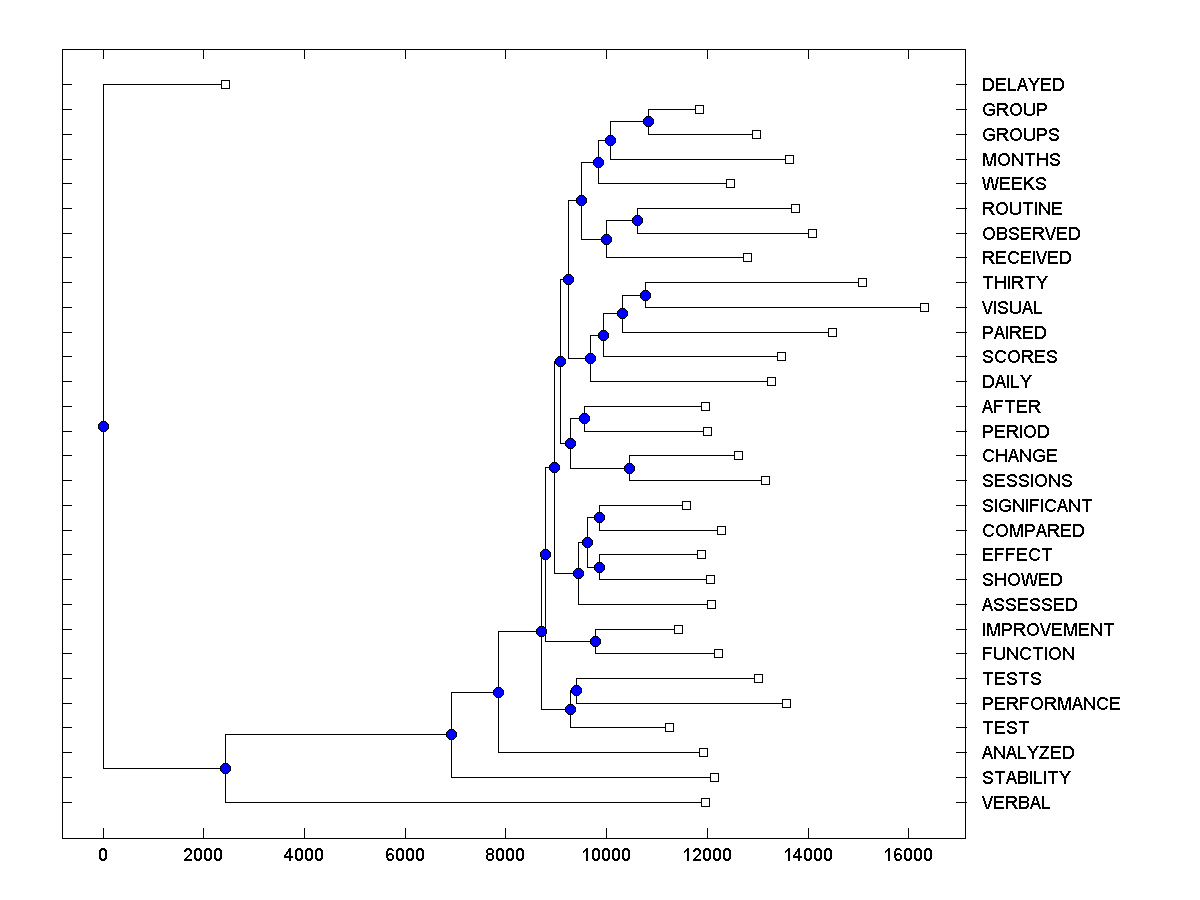 DELAYED
GROUP
GROUPS
MONTHS
WEEKS
ROUTINE
OBSERVED
RECEIVED
THIRTY
VISUAL
PAIRED
SCORES
DAILY
AFTER
PERIOD
CHANGE
SESSIONS
SIGNIFICANT
COMPARED
EFFECT
SHOWED
ASSESSED
IMPROVEMENT
FUNCTION
TESTS
PERFORMANCE
TEST
ANALYZED
STABILITY
VERBAL
0 2000 4000 6000 8000 10000 12000 14000 16000